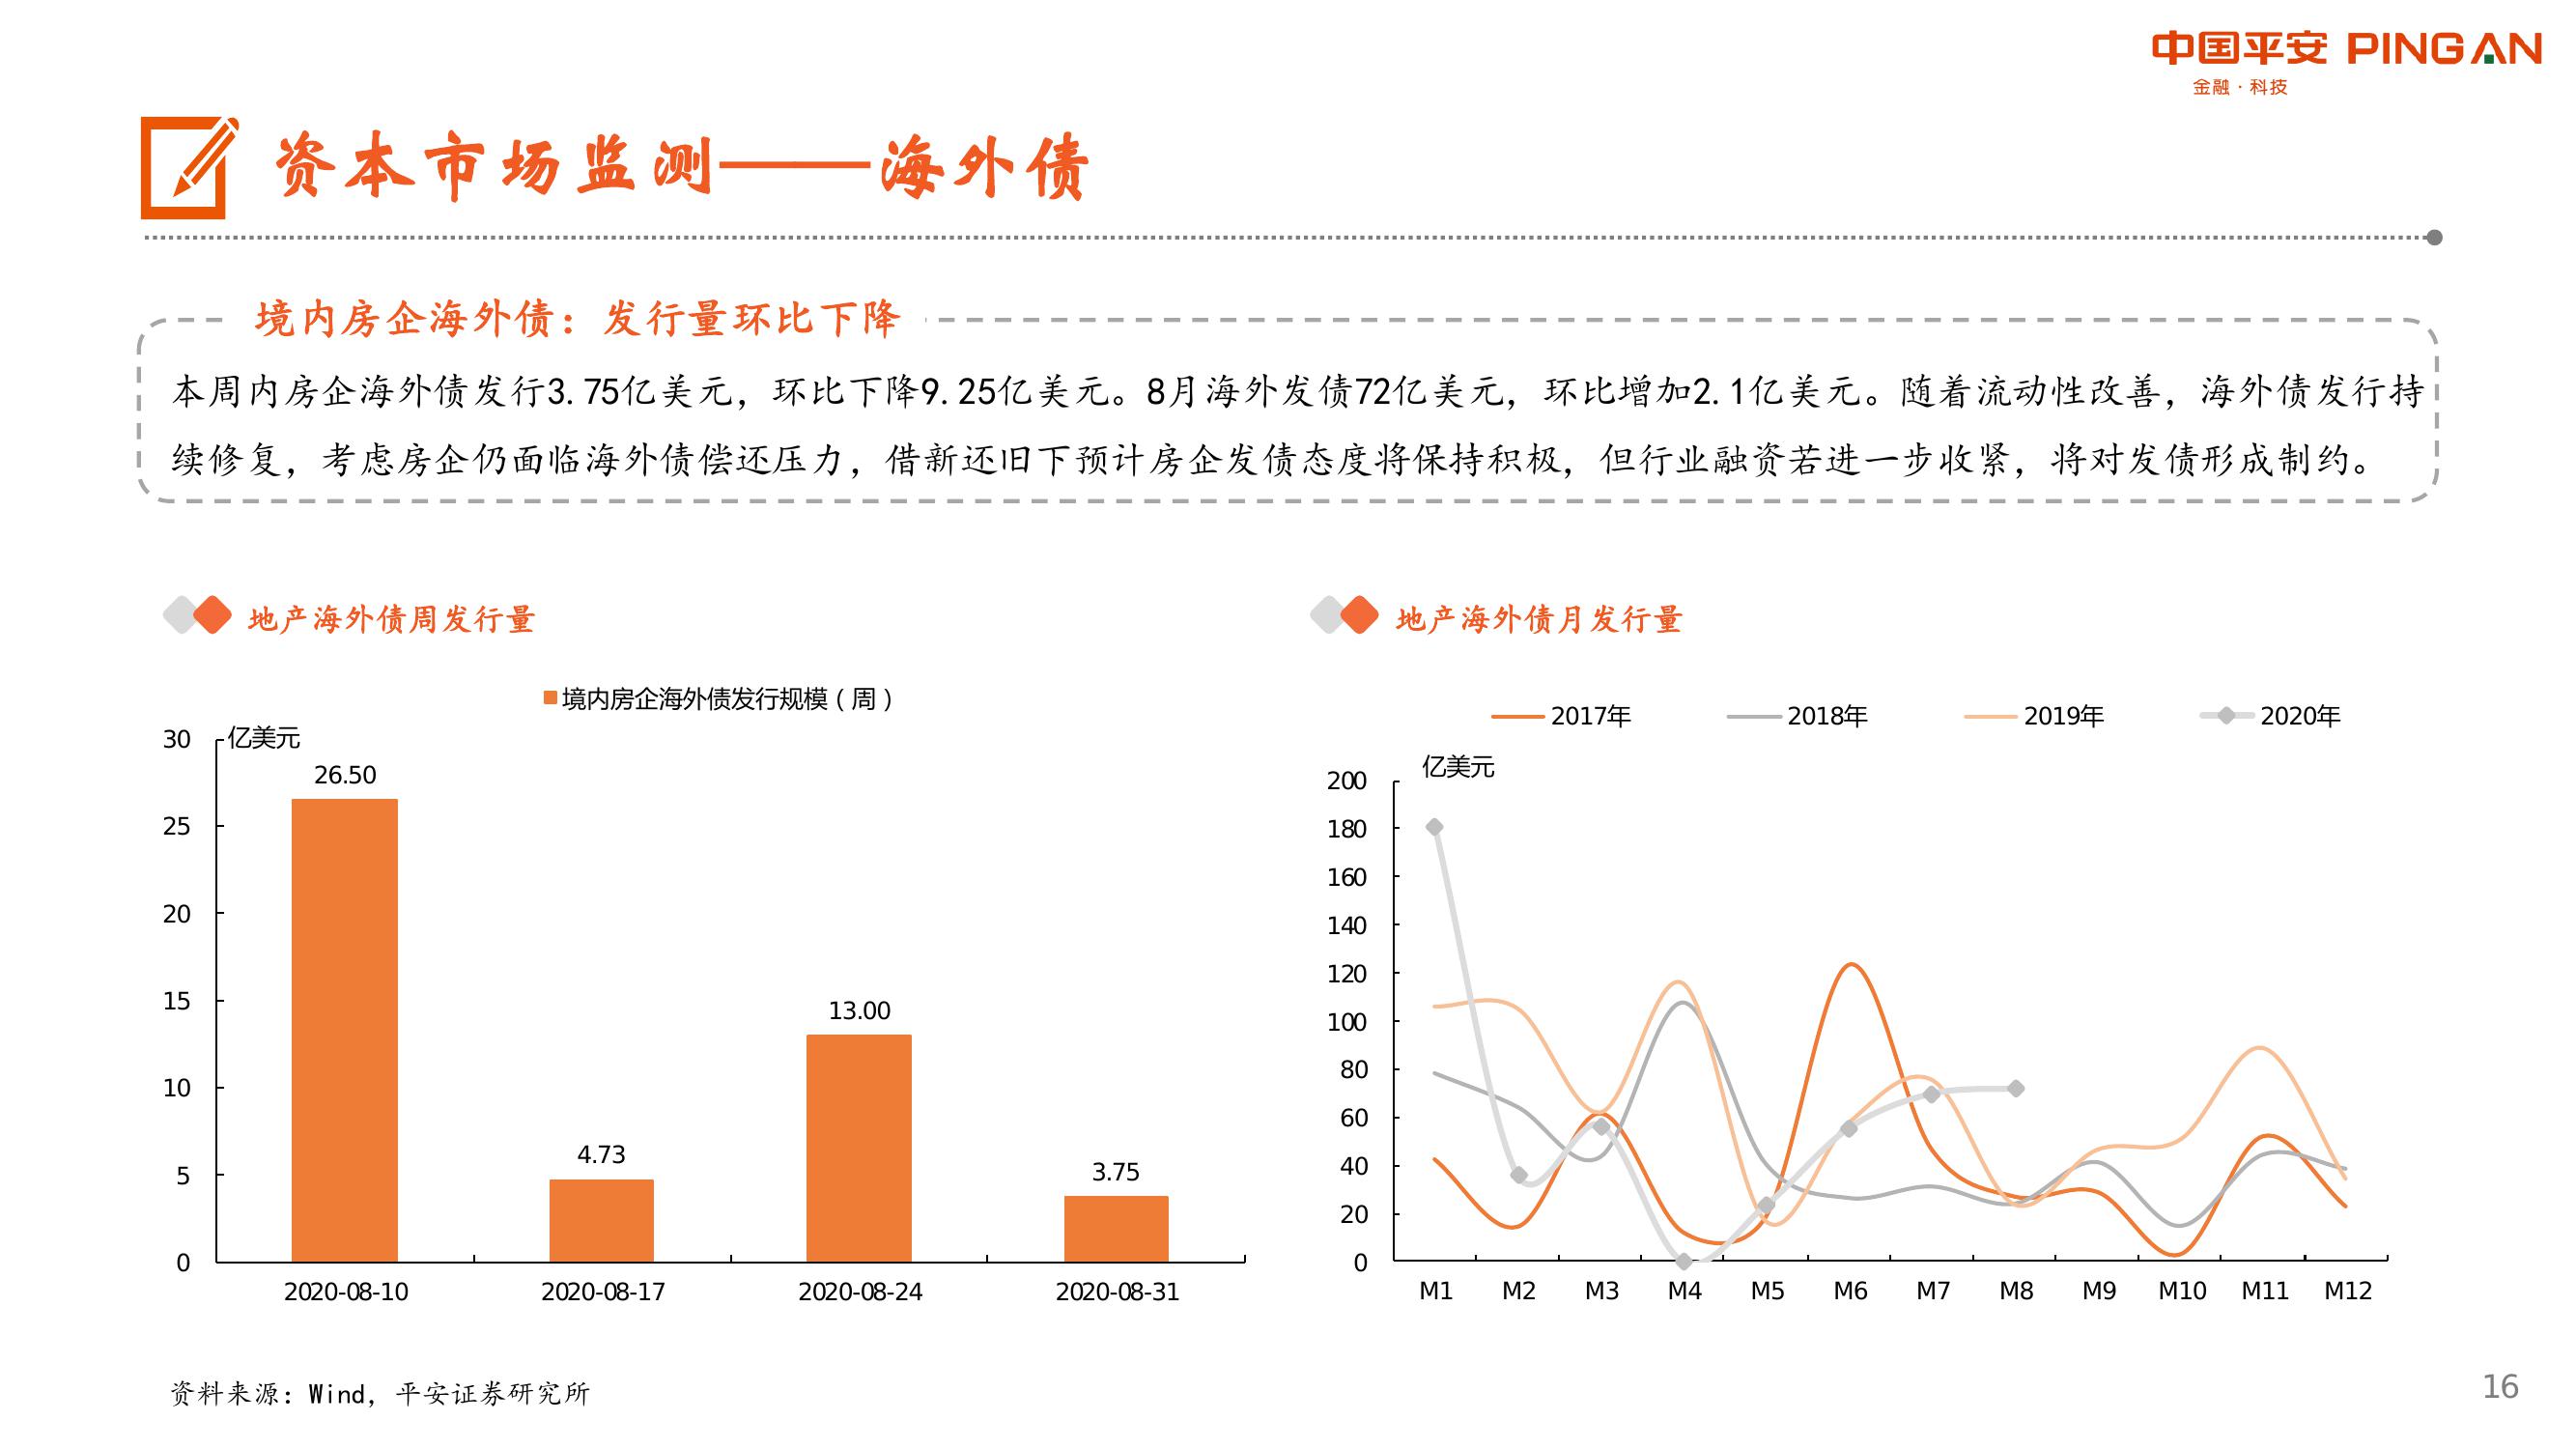 中国平安 PINGAN
金融·科技
资本市场监测——海外债
境内房企海外债：发行量环比下降
本周内房企海外债发行3.75亿美元，环比下降9.25亿美元。8月海外发债72亿美元，环比增加2.1亿美元。随着流动性改善，海外债发行持
续修复，考虑房企仍面临海外债偿还压力，借新还旧下预计房企发债态度将保持积极，但行业融资若进一步收紧，将对发债形成制约。
地产海外债周发行量
境内房企海外债发行规模（周）
亿美元
30
25
20
15
10
5
0
26.50
4.73
13.00
3.75
2020-08-10
2020-08-17
2020-08-24
2020-08-31
地产海外债月发行量
2017年
2018年
2019年
2020年
亿美元
200
180
160
140
120
100
80
60
40
20
0
M1
M2
M3
M4
M5
M6
M7
M8
M9
M10
M11
M12
资料来源：Wind，平安证券研究所
16